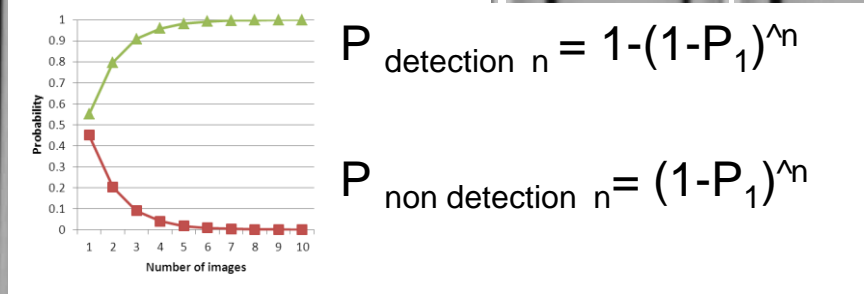 1
0.9
0.8
0.7
0.6
0.5
0.4
0.3
0.2
0.1
0
Probability
1 2 3 4 5 6 7 8 9 10
Number of images
P detection n = 1-(1-P1)^n
P non detection n= (1-P1)^n